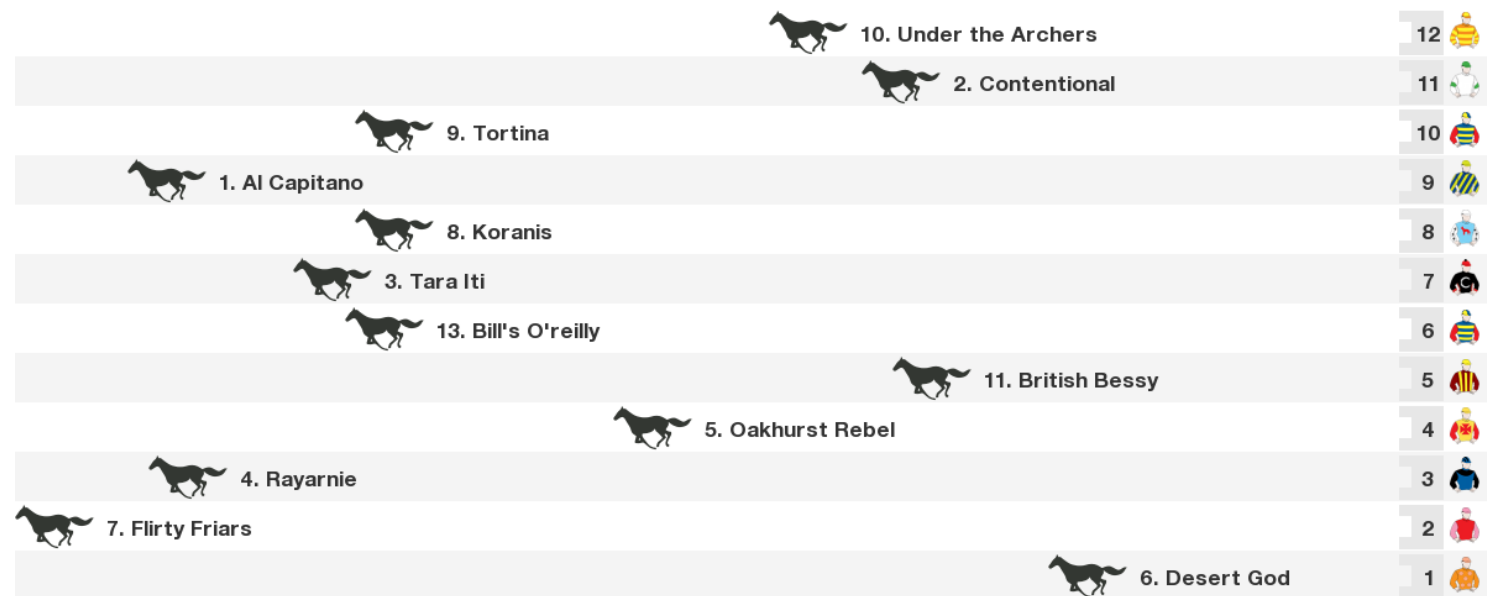 10. Under the Archers 12
2. Contentional 11
9. Tortina 10
1. Al Capitano 9
8. Koranis 8
3. Tara Iti 7
C
13. Bill's O'reilly 6
11. British Bessy 5
5. Oakhurst Rebel 4
4. Rayarnie 3
7. Flirty Friars 2
6. Desert God 1